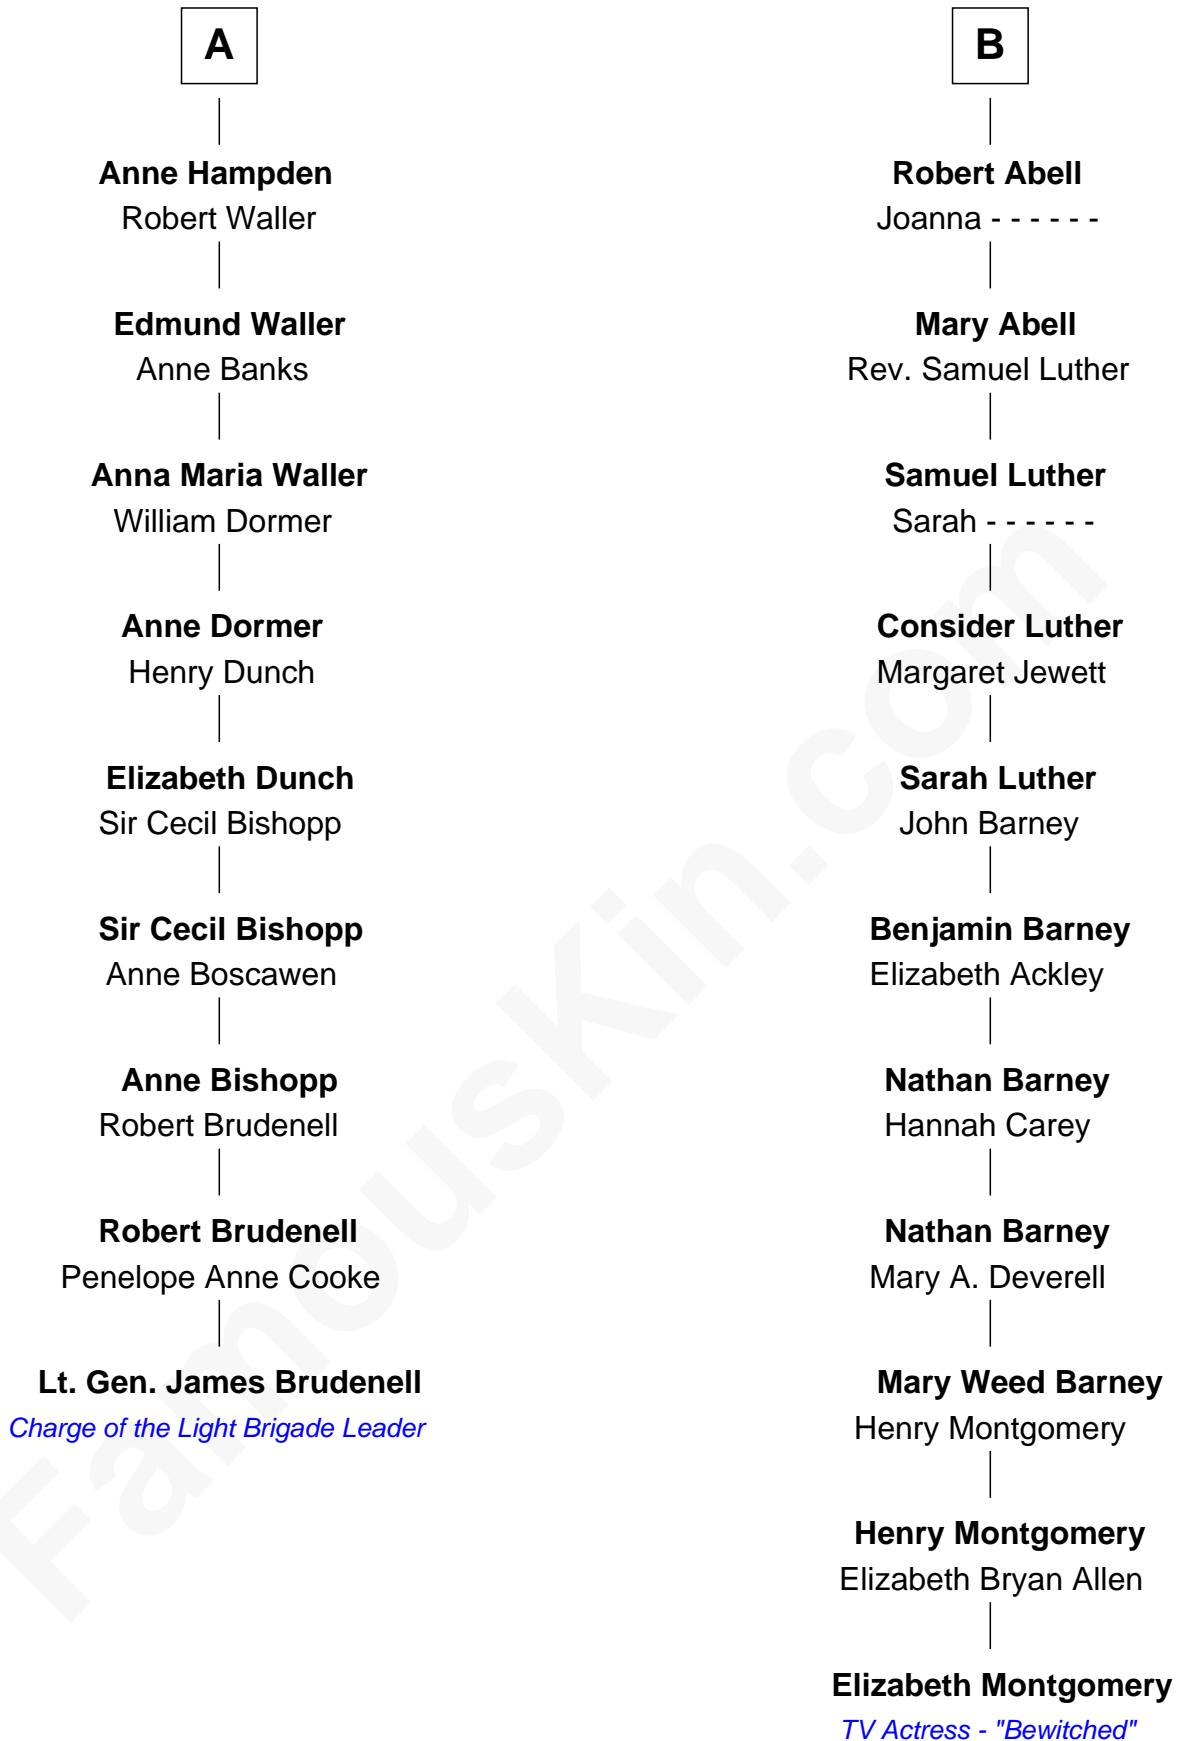 A
Anne Hampden
Robert Waller
Edmund Waller
Anne Banks
Anna Maria Waller
William Dormer
Anne Dormer
Henry Dunch
Elizabeth Dunch
Sir Cecil Bishopp
Sir Cecil Bishopp
Anne Boscawen
Anne Bishopp
Robert Brudenell
Robert Brudenell
Penelope Anne Cooke
Lt. Gen. James Brudenell
Charge of the Light Brigade Leader
B
Robert Abell
Joanna - - - - - -
Mary Abell
Rev. Samuel Luther
Samuel Luther
Sarah - - - - - -
Consider Luther
Margaret Jewett
Sarah Luther
John Barney
Benjamin Barney
Elizabeth Ackley
Nathan Barney
Hannah Carey
Nathan Barney
Mary A. Deverell
Mary Weed Barney
Henry Montgomery
Henry Montgomery
Elizabeth Bryan Allen
Elizabeth Montgomery
TV Actress - "Bewitched"
FamousKin.com